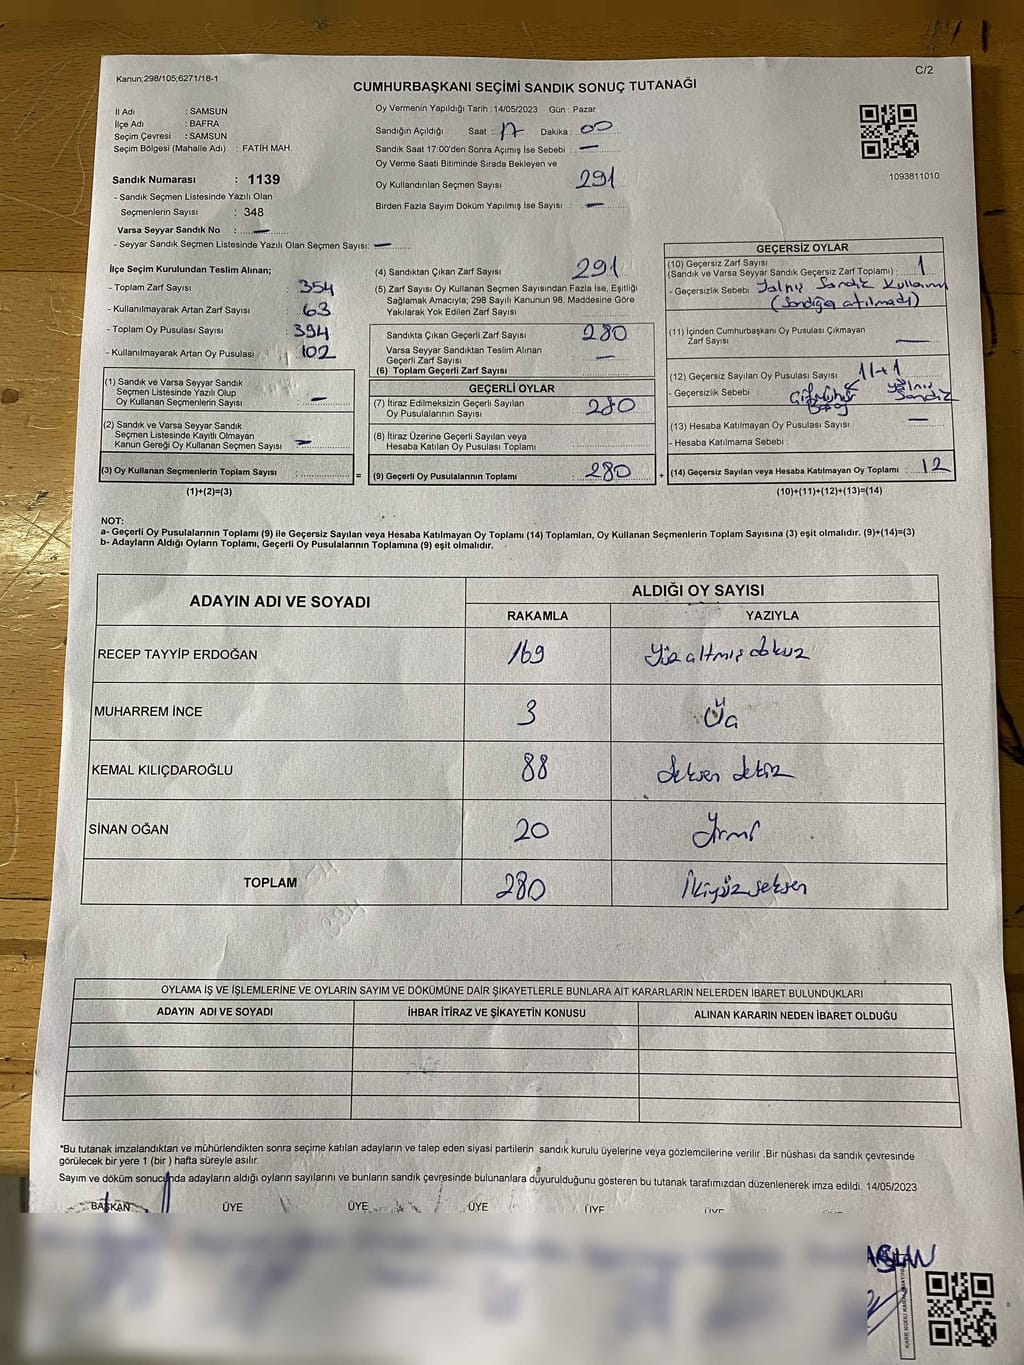 Kanun;298/105;6271/18-1
C/2
CUMHURBAŞKANI SEÇİMİ SANDIK SONUÇ TUTANAĞI
İl Adı : SAMSUN
İlçe Adı : BAFRA
Seçim Çevresi : SAMSUN
Seçim Bölgesi (Mahalle Adı) : FATİH MAH.
Sandık Numarası : 1139
- Sandık Seçmen Listesinde Yazılı Olan
Seçmenlerin Sayısı : 348
Varsa Seyyar Sandık No : —
- Seyyar Sandık Seçmen Listesinde Yazılı Olan Seçmen Sayısı: —
Oy Vermenin Yapıldığı Tarih : 14/05/2023 Gün : Pazar
Sandığın Açıldığı Saat : 17 Dakika : 00
Sandık Saat 17:00'den Sonra Açımış İse Sebebi : —
Oy Verme Saati Bitiminde Sırada Bekleyen ve
Oy Kullandırılan Seçmen Sayısı : 291
Birden Fazla Sayım Döküm Yapılmış İse Sayısı : —
1093811010
İlçe Seçim Kurulundan Teslim Alınan;
- Toplam Zarf Sayısı : 354
- Kullanılmayarak Artan Zarf Sayısı : 63
- Toplam Oy Pusulası Sayısı : 394
- Kullanılmayarak Artan Oy Pusulası : 102
(1) Sandık ve Varsa Seyyar Sandık
Seçmen Listesinde Yazılı Olup
Oy Kullanan Seçmenlerin Sayısı : —
(2) Sandık ve Varsa Seyyar Sandık
Seçmen Listesinde Kayıtlı Olmayan
Kanun Gereği Oy Kullanan Seçmen Sayısı : —
(3) Oy Kullanan Seçmenlerin Toplam Sayısı :
(1)+(2)=(3)
(4) Sandıktan Çıkan Zarf Sayısı 291
(5) Zarf Sayısı Oy Kullanan Seçmen Sayısından Fazla İse, Eşitliği
Sağlamak Amacıyla; 298 Sayılı Kanunun 98. Maddesine Göre
Yakılarak Yok Edilen Zarf Sayısı :
Sandıkta Çıkan Geçerli Zarf Sayısı : 280
Varsa Seyyar Sandıktan Teslim Alınan
Geçerli Zarf Sayısı : —
(6) Toplam Geçerli Zarf Sayısı
GEÇERLİ OYLAR
(7) İtiraz Edilmeksizin Geçerli Sayılan
Oy Pusulalarının Sayısı : 280
(8) İtiraz Üzerine Geçerli Sayılan veya
Hesaba Katılan Oy Pusulası Toplamı :
(9) Geçerli Oy Pusulalarının Toplamı : 280
GEÇERSİZ OYLAR
(10) Geçersiz Zarf Sayısı
(Sandık ve Varsa Seyyar Sandık Geçersiz Zarf Toplamı) : 1
- Geçersizlik Sebebi : Yalnış Sandık Kullanımı
(Sandığa atılmadı)
(11) İçinden Cumhurbaşkanı Oy Pusulası Çıkmayan
Zarf Sayısı —
(12) Geçersiz Sayılan Oy Pusulası Sayısı : 11+1
- Geçersizlik Sebebi : Çift Mühür
yalnış Sandık
(13) Hesaba Katılmayan Oy Pusulası Sayısı : —
- Hesaba Katılmama Sebebi :
(14) Geçersiz Sayılan veya Hesaba Katılmayan Oy Toplamı : 12
(10)+(11)+(12)+(13)=(14)
NOT:
a- Geçerli Oy Pusulalarının Toplamı (9) ile Geçersiz Sayılan veya Hesaba Katılmayan Oy Toplamı (14) Toplamları, Oy Kullanan Seçmenlerin Toplam Sayısına (3) eşit olmalıdır. (9)+(14)=(3)
b- Adayların Aldığı Oyların Toplamı, Geçerli Oy Pusulalarının Toplamına (9) eşit olmalıdır.
ADAYIN ADI VE SOYADI
ALDIĞI OY SAYISI
RAKAMLA YAZIYLA
RECEP TAYYİP ERDOĞAN 169 Yüz altmış dokuz
MUHARREM İNCE 3 Üç
KEMAL KILIÇDAROĞLU 88 Seksen sekiz
SİNAN OĞAN 20 Yirmi
TOPLAM 280 İkiyüz seksen
OYLAMA İŞ VE İŞLEMLERİNE VE OYLARIN SAYIM VE DÖKÜMÜNE DAİR ŞİKAYETLERLE BUNLARA AİT KARARLARIN NELERDEN İBARET BULUNDUKLARI
ADAYIN ADI VE SOYADI İHBAR İTİRAZ VE ŞİKAYETİN KONUSU ALINAN KARARIN NEDEN İBARET OLDUĞU
*Bu tutanak imzalandıktan ve mühürlendikten sonra seçime katılan adayların ve talep eden siyasi partilerin sandık kurulu üyelerine veya gözlemcilerine verilir .Bir nüshası da sandık çevresinde
görülecek bir yere 1 (bir ) hafta süreyle asılır.
Sayım ve döküm sonucunda adayların aldığı oyların sayılarını ve bunların sandık çevresinde bulunanlara duyurulduğunu gösteren bu tutanak tarafımızdan düzenlenerek imza edildi. 14/05/2023
BAŞKAN ÜYE ÜYE ÜYE ÜYE ÜYE